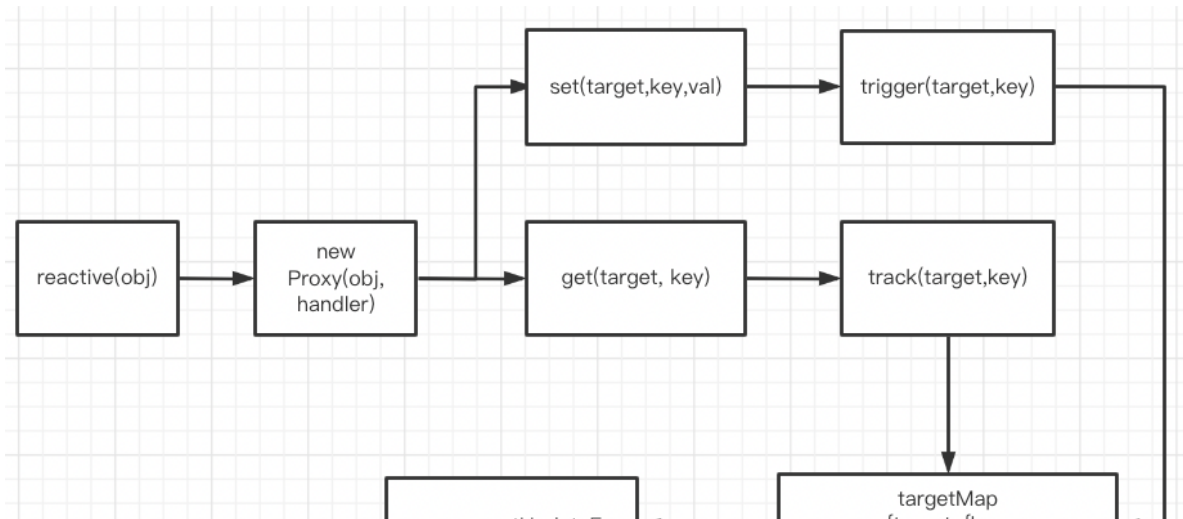 set(target,key,val)
trigger(target,key)
reactive(obj)
new
Proxy(obj,
handler)
get(target, key)
track(target,key)
targetMap